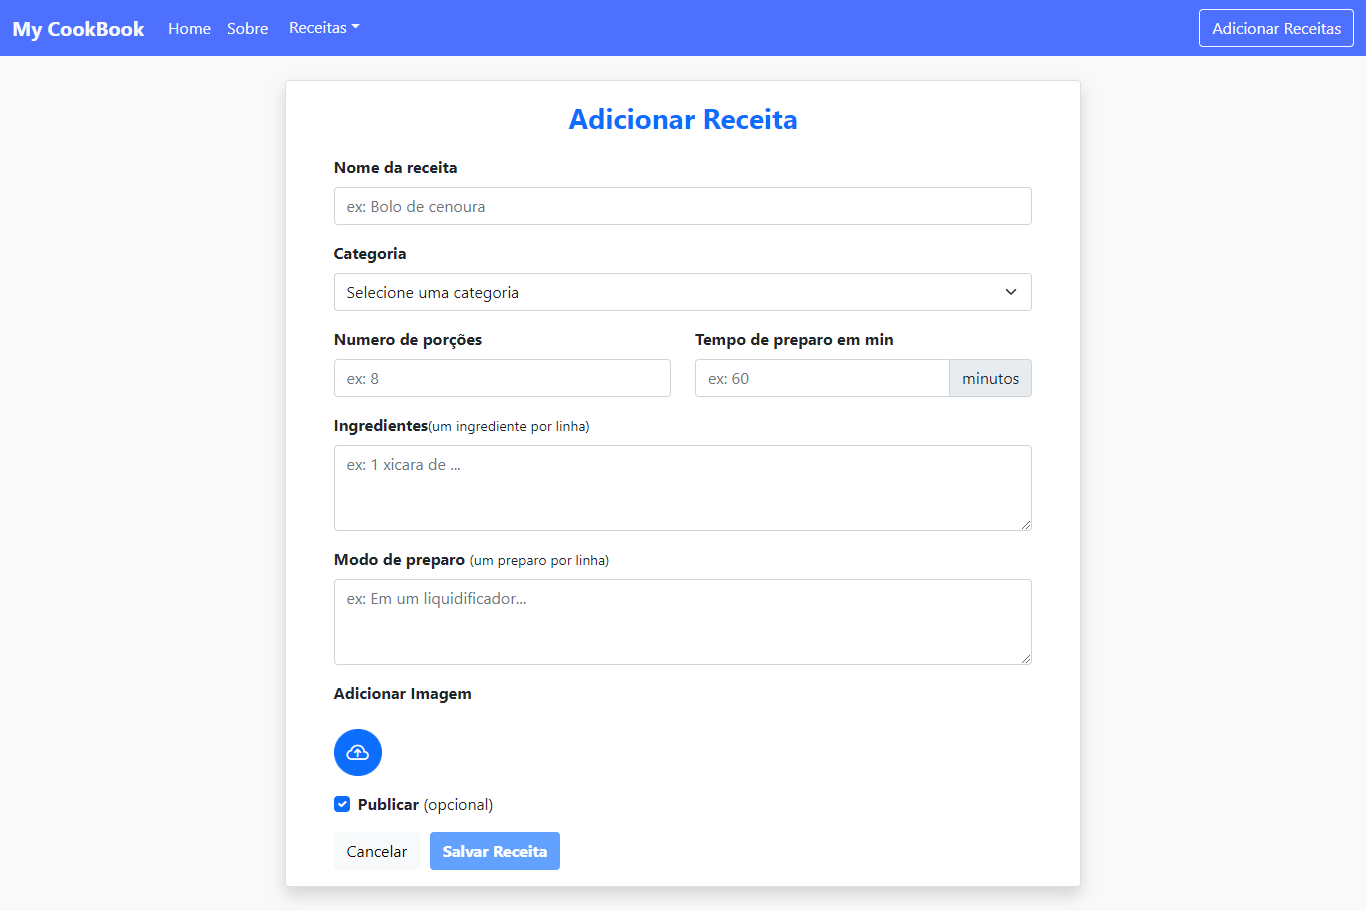 My CookBook Home Sobre Receitas Adicionar Receitas
Adicionar Receita
Nome da receita
ex: Bolo de cenoura
Categoria
Selecione uma categoria
Numero de porções Tempo de preparo em min
ex: 8 ex: 60 minutos
Ingredientes(um ingrediente por linha)
ex: 1 xicara de ...
Modo de preparo (um preparo por linha)
ex: Em um liquidificador...
Adicionar Imagem
Publicar (opcional)
Cancelar Salvar Receita